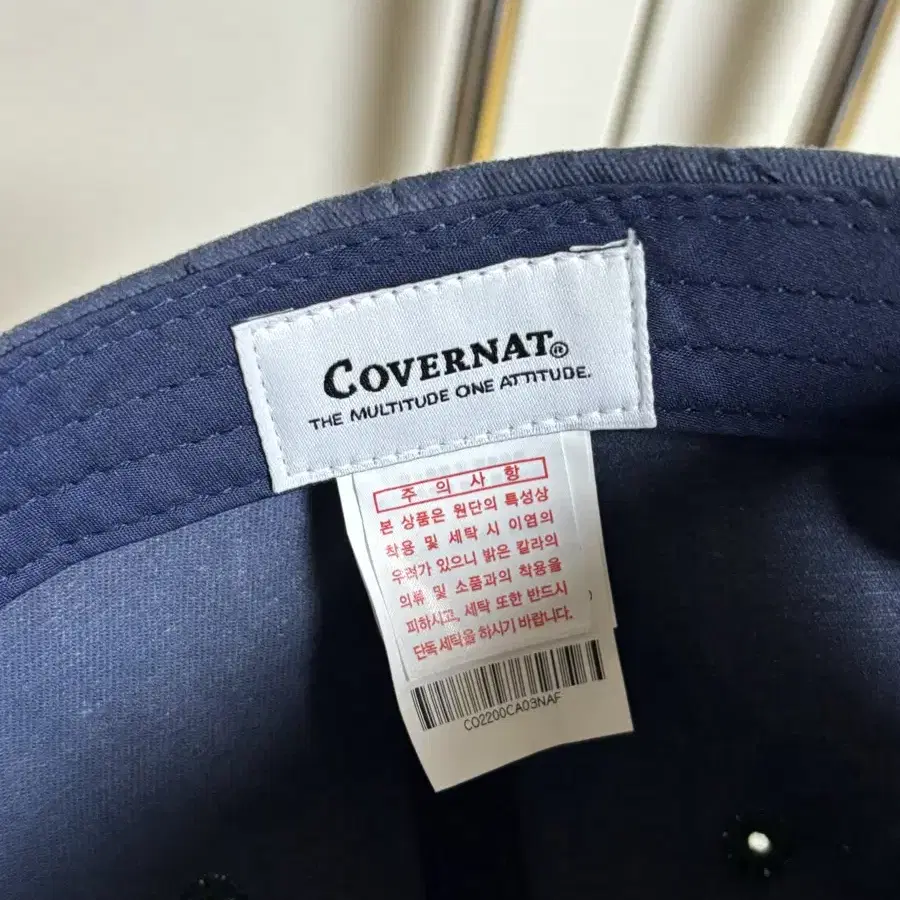 COVERNAT®
THE MULTITUDE ONE ATTITUDE.
주 의 사 항
본 상품은 원단의 특성상
착용 및 세탁 시 이염의
우려가 있으니 밝은 칼라의
의류 및 소품과의 착용을
피하시고, 세탁 또한 반드시
단독 세탁을 하시기 바랍니다.
CO2200CA03NAF